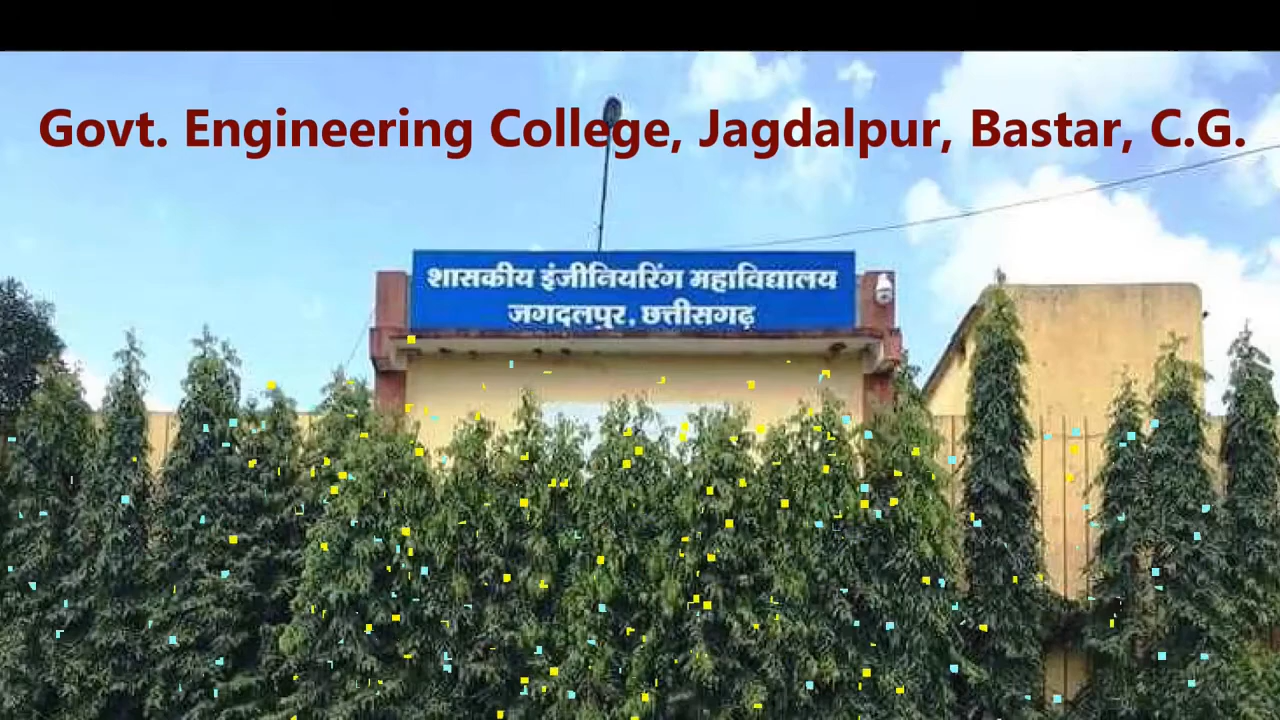 Govt. Engineering College, Jagdalpur, Bastar, C.G.
शासकीय इंजीनियरिंग महाविद्यालय
जगदलपुर, छत्तीसगढ़